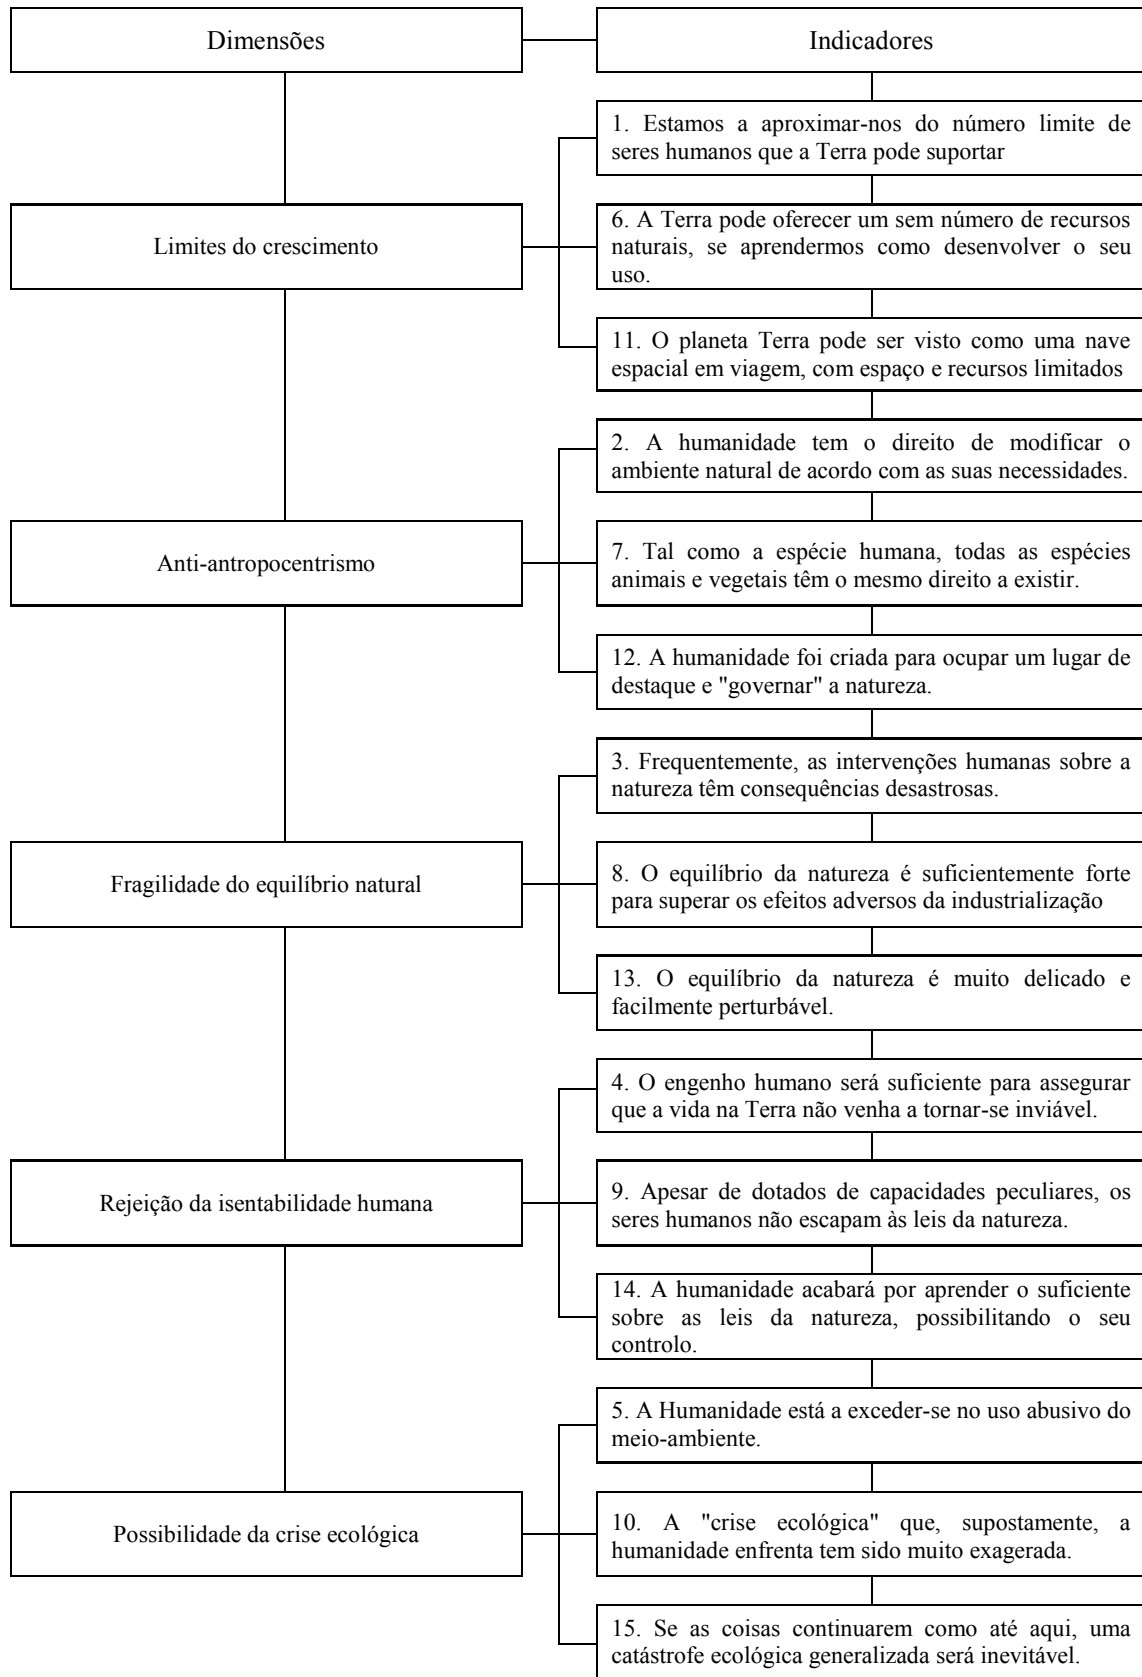 Dimensões
Indicadores
1. Estamos a aproximar-nos do número limite de
seres humanos que a Terra pode suportar
Limites do crescimento
6. A Terra pode oferecer um sem número de recursos
naturais, se aprendermos como desenvolver o seu
uso.
11. O planeta Terra pode ser visto como uma nave
espacial em viagem, com espaço e recursos limitados
2. A humanidade tem o direito de modificar o
ambiente natural de acordo com as suas necessidades.
Anti-antropocentrismo
7. Tal como a espécie humana, todas as espécies
animais e vegetais têm o mesmo direito a existir.
12. A humanidade foi criada para ocupar um lugar de
destaque e "governar" a natureza.
3. Frequentemente, as intervenções humanas sobre a
natureza têm consequências desastrosas.
Fragilidade do equilíbrio natural
8. O equilíbrio da natureza é suficientemente forte
para superar os efeitos adversos da industrialização
13. O equilíbrio da natureza é muito delicado e
facilmente perturbável.
4. O engenho humano será suficiente para assegurar
que a vida na Terra não venha a tornar-se inviável.
Rejeição da isentabilidade humana
9. Apesar de dotados de capacidades peculiares, os
seres humanos não escapam às leis da natureza.
14. A humanidade acabará por aprender o suficiente
sobre as leis da natureza, possibilitando o seu
controlo.
5. A Humanidade está a exceder-se no uso abusivo do
meio-ambiente.
Possibilidade da crise ecológica
10. A "crise ecológica" que, supostamente, a
humanidade enfrenta tem sido muito exagerada.
15. Se as coisas continuarem como até aqui, uma
catástrofe ecológica generalizada será inevitável.